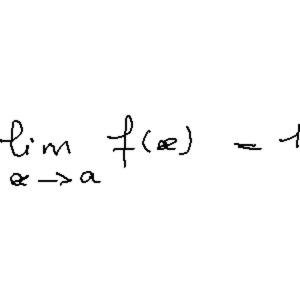 lim f(x) = 1
x→a